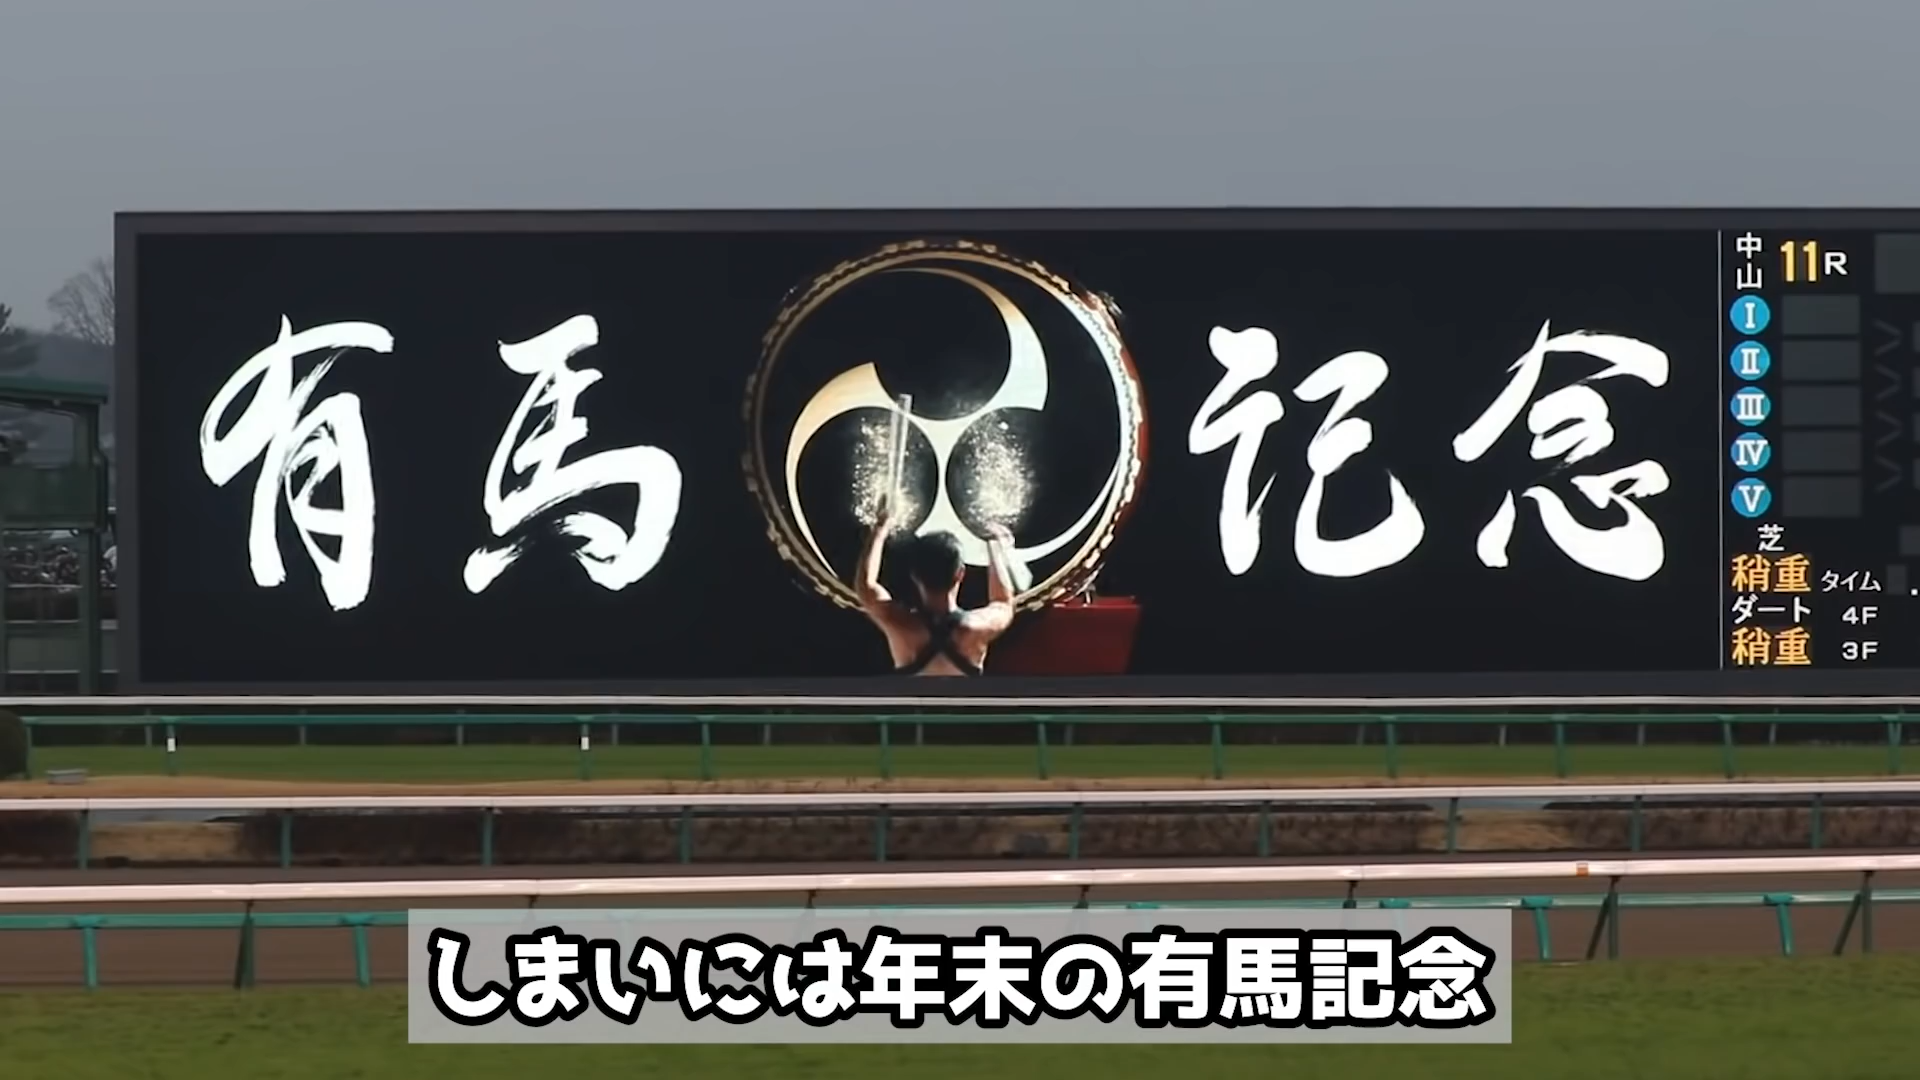 有馬記念
中山 11R
I
II
III
IV
V
芝
稍重 タイム
ダート 4F
稍重 3F
しまいには年末の有馬記念